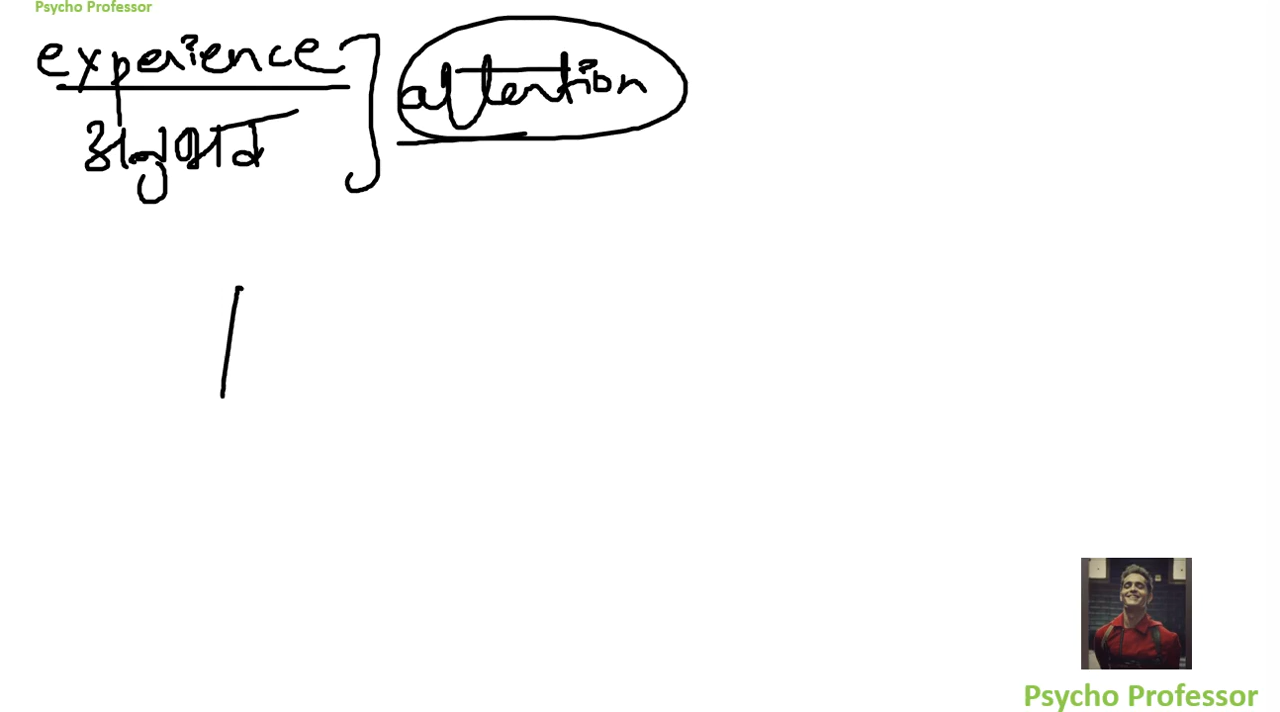 Psycho Professor
experience
attention
अनुभव
Psycho Professor